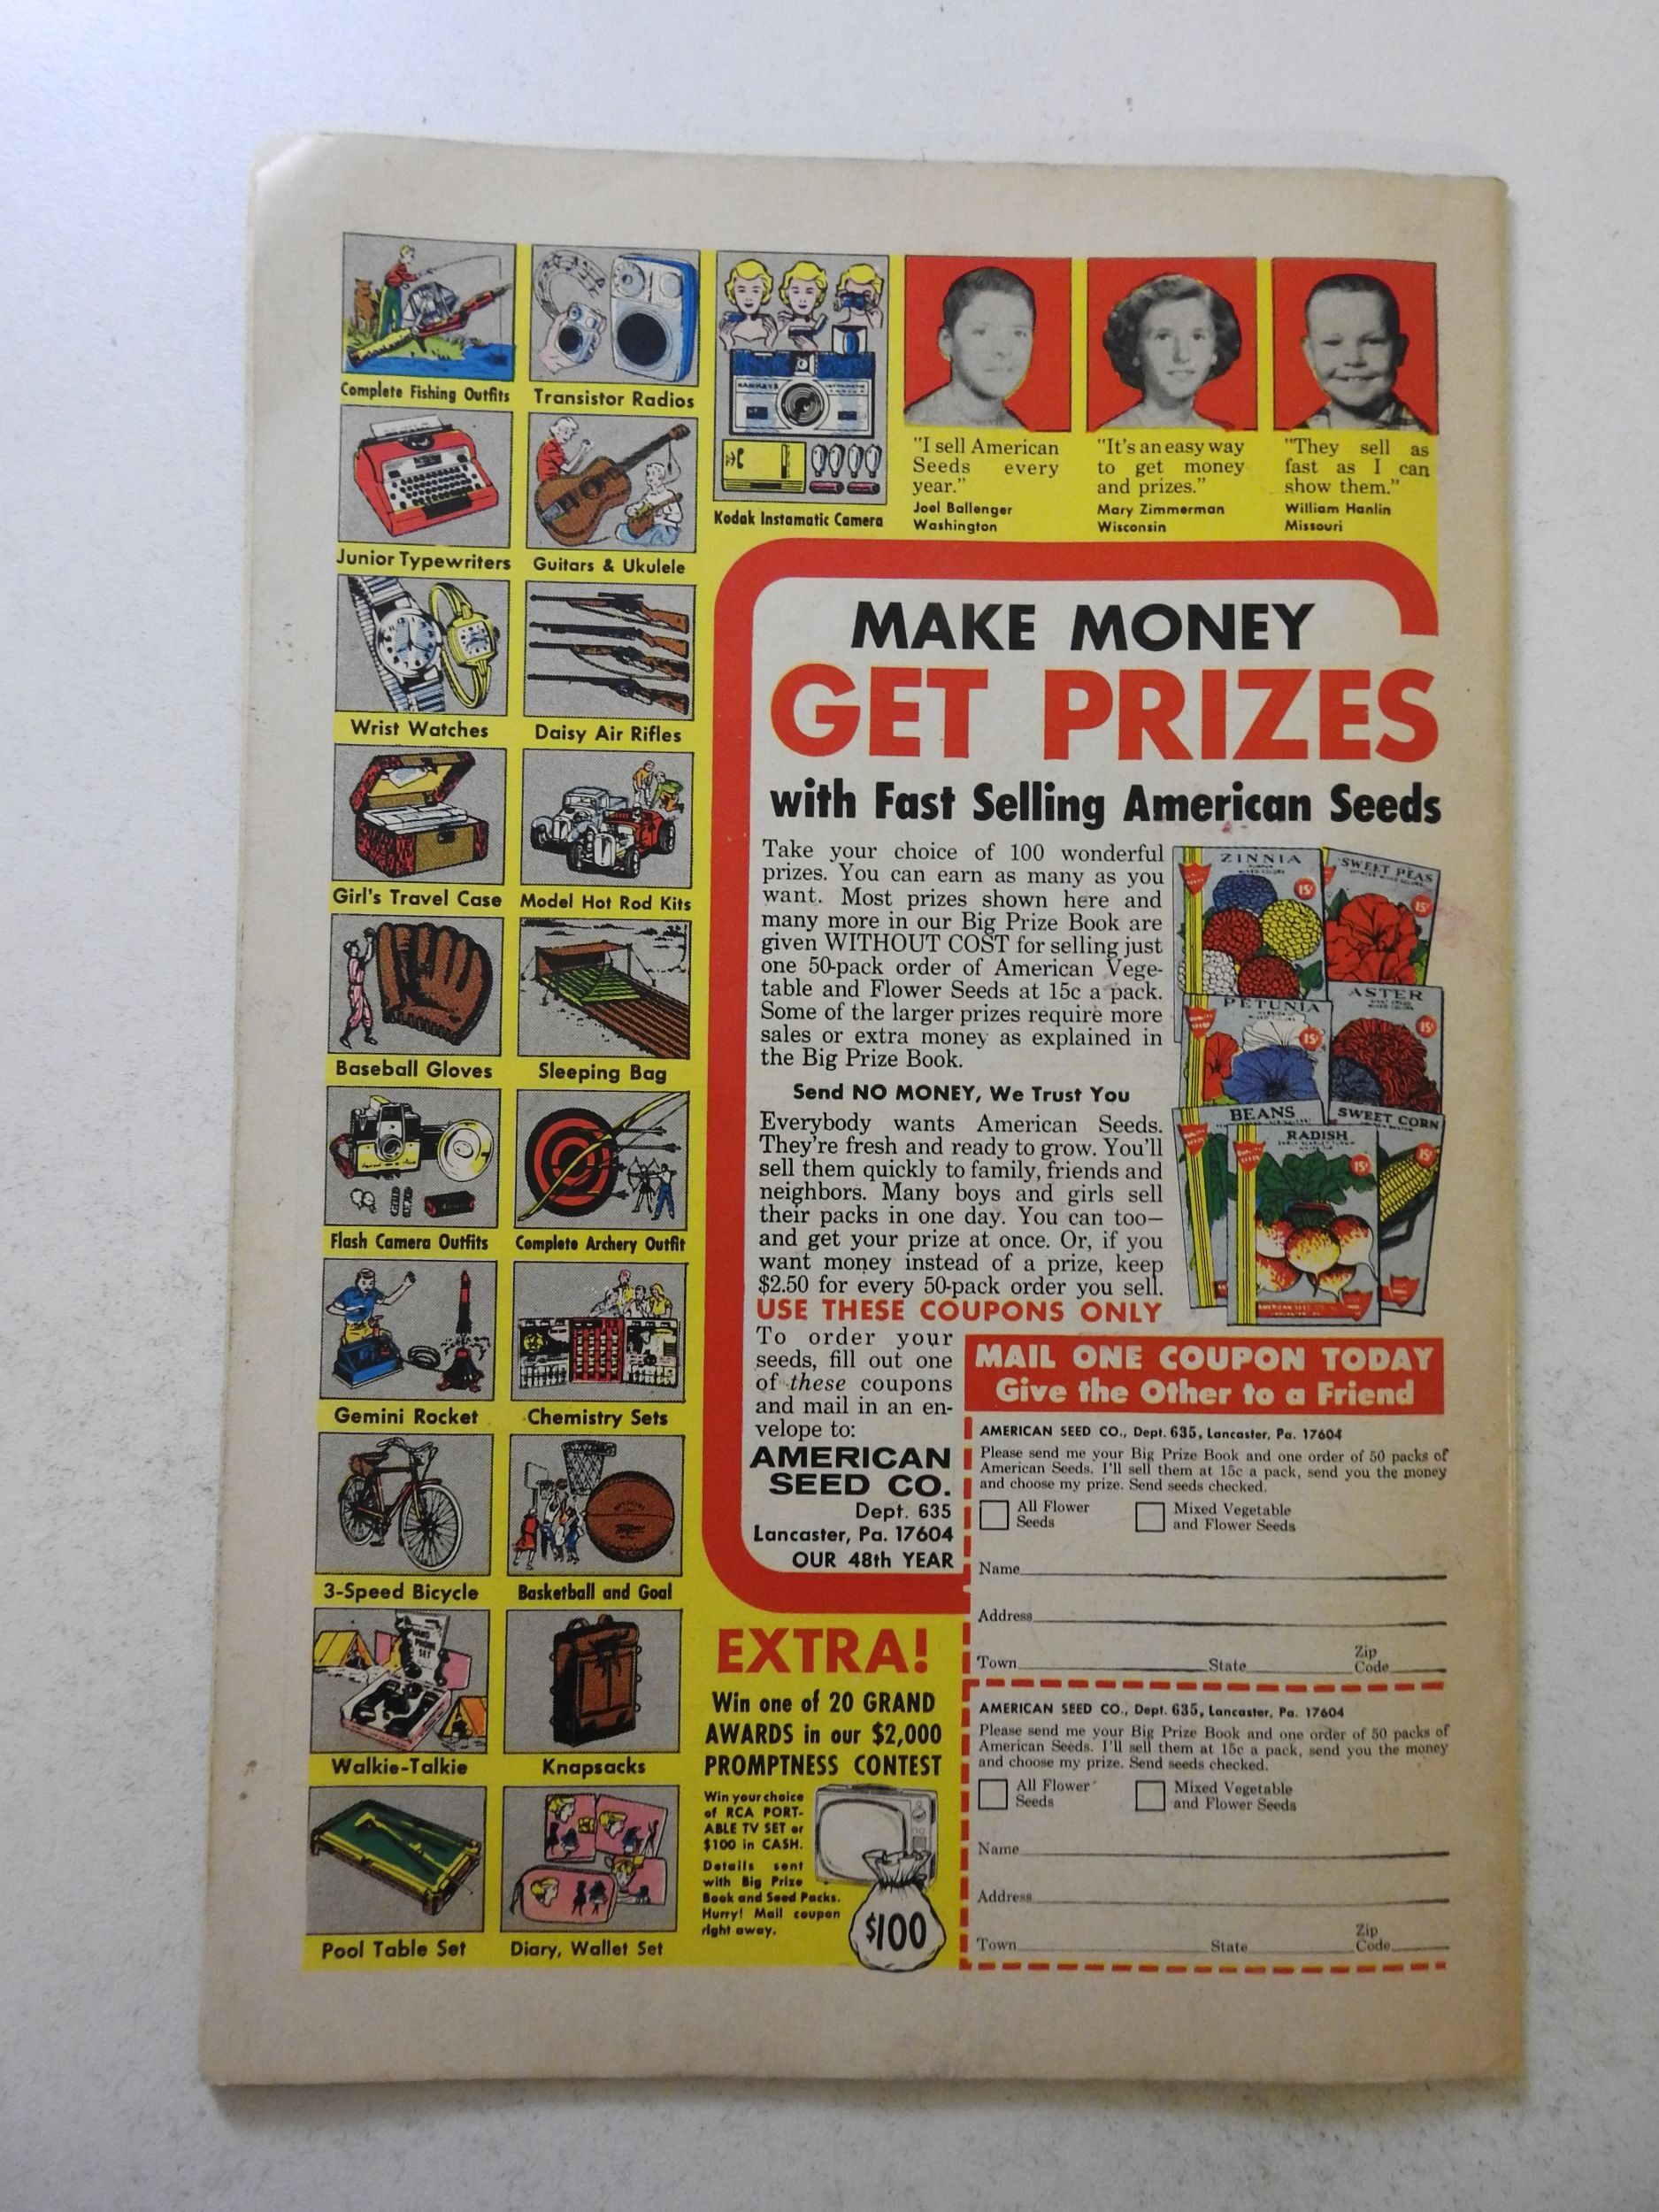 Complete Fishing Outfits
Transistor Radios
Junior Typewriters
Guitars & Ukulele
Kodak Instamatic Camera
Wrist Watches
Daisy Air Rifles
Girl's Travel Case
Model Hot Rod Kits
Baseball Gloves
Sleeping Bag
Flash Camera Outfits
Complete Archery Outfit
Gemini Rocket
Chemistry Sets
3-Speed Bicycle
Basketball and Goal
Walkie-Talkie
Knapsacks
Pool Table Set
Diary, Wallet Set
"I sell American
Seeds every
year."
Joel Ballenger
Washington
"It's an easy way
to get money
and prizes."
Mary Zimmerman
Wisconsin
"They sell as
fast as I can
show them."
William Hanlin
Missouri
MAKE MONEY
GET PRIZES
with Fast Selling American Seeds
Take your choice of 100 wonderful
prizes. You can earn as many as you
want. Most prizes shown here and
many more in our Big Prize Book are
given WITHOUT COST for selling just
one 50-pack order of American Vege-
table and Flower Seeds at 15c a pack.
Some of the larger prizes require more
sales or extra money as explained in
the Big Prize Book.
Send NO MONEY, We Trust You
Everybody wants American Seeds.
They're fresh and ready to grow. You'll
sell them quickly to family, friends and
neighbors. Many boys and girls sell
their packs in one day. You can too—
and get your prize at once. Or, if you
want money instead of a prize, keep
$2.50 for every 50-pack order you sell.
USE THESE COUPONS ONLY
To order your
seeds, fill out one
of these coupons
and mail in an en-
velope to:
AMERICAN
SEED CO.
Dept. 635
Lancaster, Pa. 17604
OUR 48th YEAR
ZINNIA
15¢
SWEET PEAS
15¢
PETUNIA
15¢
ASTER
15¢
BEANS
SWEET CORN
15¢
RADISH
15¢
MAIL ONE COUPON TODAY
Give the Other to a Friend
AMERICAN SEED CO., Dept. 635, Lancaster, Pa. 17604
Please send me your Big Prize Book and one order of 50 packs of
American Seeds. I'll sell them at 15c a pack, send you the money
and choose my prize. Send seeds checked.
All Flower
Seeds
Mixed Vegetable
and Flower Seeds
Name
Address
Town State Zip
Code
AMERICAN SEED CO., Dept. 635, Lancaster, Pa. 17604
Please send me your Big Prize Book and one order of 50 packs of
American Seeds. I'll sell them at 15c a pack, send you the money
and choose my prize. Send seeds checked.
All Flower
Seeds
Mixed Vegetable
and Flower Seeds
Name
Address
Town State Zip
Code
EXTRA!
Win one of 20 GRAND
AWARDS in our $2,000
PROMPTNESS CONTEST
Win your choice
of RCA PORT-
ABLE TV SET or
$100 in CASH.
Details sent
with Big Prize
Book and Seed Packs.
Hurry! Mail coupon
right away.
$100